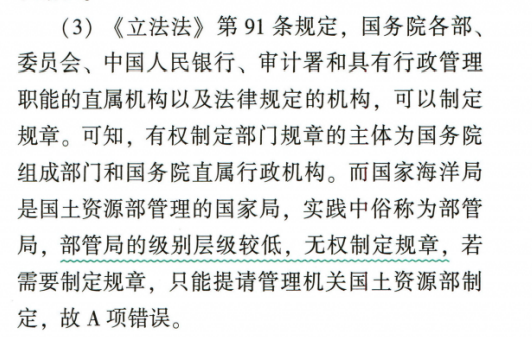 (3)《立法法》第 91 条规定，国务院各部、
委员会、中国人民银行、审计署和具有行政管理
职能的直属机构以及法律规定的机构，可以制定
规章。可知，有权制定部门规章的主体为国务院
组成部门和国务院直属行政机构。而国家海洋局
是国土资源部管理的国家局，实践中俗称为部管
局，部管局的级别层级较低，无权制定规章，若
需要制定规章，只能提请管理机关国土资源部制
定，故 A 项错误。